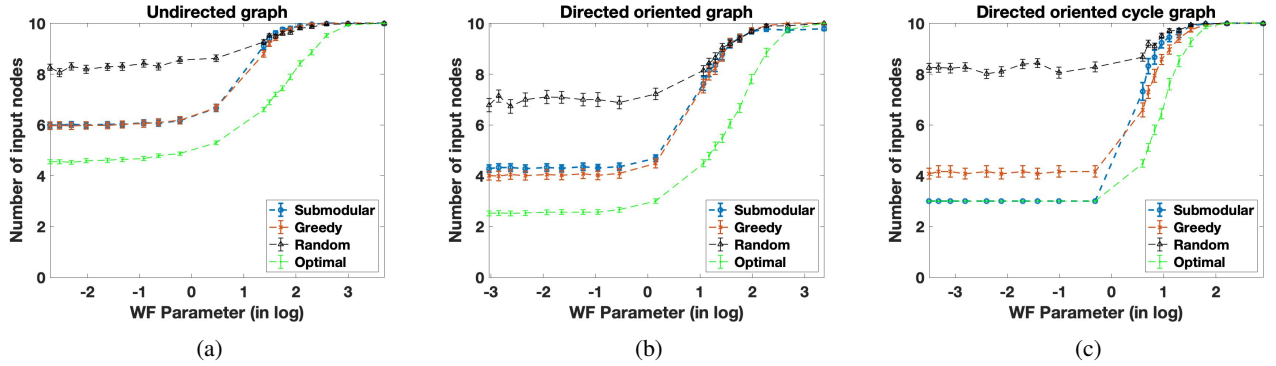 Undirected graph
Number of input nodes
10
8
6
4
2
0
-2 -1 0 1 2 3
WF Parameter (in log)
Submodular
Greedy
Random
Optimal
(a)
Directed oriented graph
Number of input nodes
10
8
6
4
2
0
-3 -2 -1 0 1 2 3
WF Parameter (in log)
Submodular
Greedy
Random
Optimal
(b)
Directed oriented cycle graph
Number of input nodes
10
8
6
4
2
0
-3 -2 -1 0 1 2
WF Parameter (in log)
Submodular
Greedy
Random
Optimal
(c)